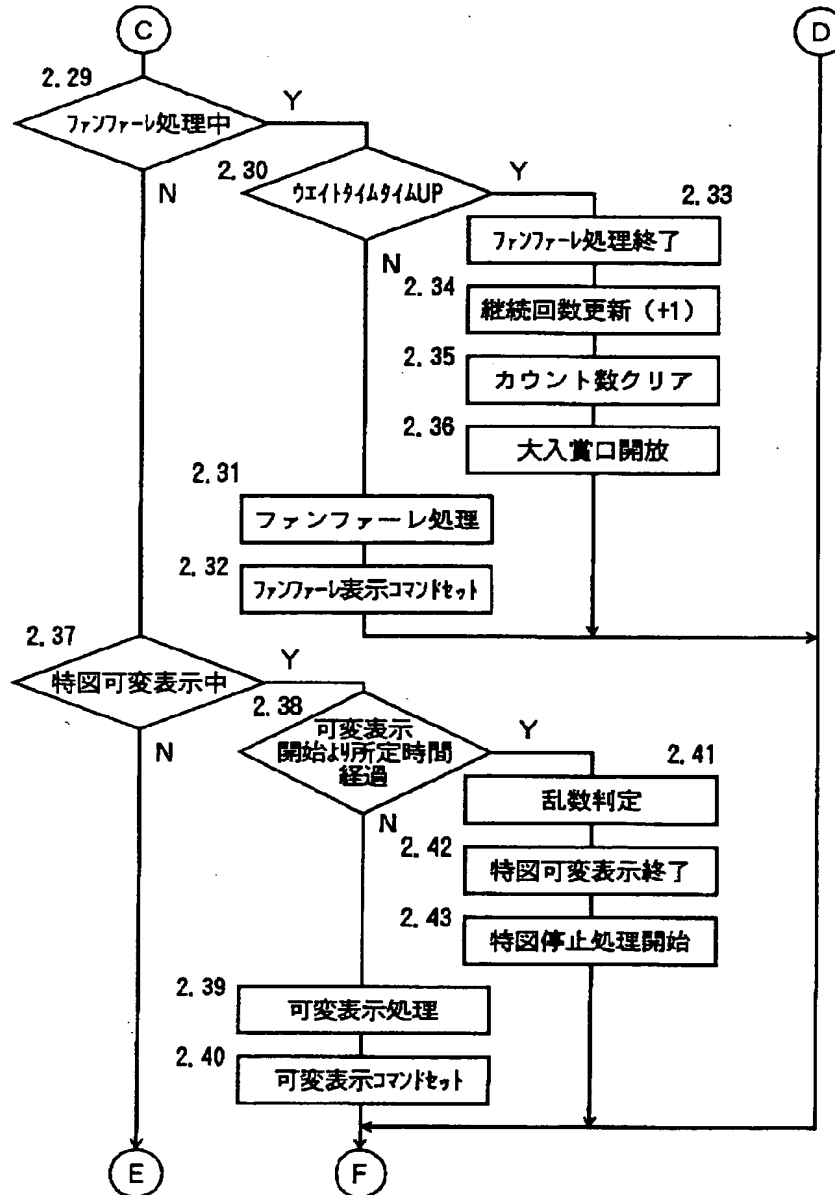 C
D
2.29
ファンファーレ処理中
Y
N
2.30
ウエイトタイムタイムUP
Y
N
2.33
ファンファーレ処理終了
2.34
継続回数更新（+1）
2.35
カウント数クリア
2.36
大入賞口開放
2.31
ファンファーレ処理
2.32
ファンファーレ表示コマンドセット
2.37
特図可変表示中
Y
N
2.38
可変表示
開始より所定時間
経過
Y
N
2.41
乱数判定
2.42
特図可変表示終了
2.43
特図停止処理開始
2.39
可変表示処理
2.40
可変表示コマンドセット
E
F